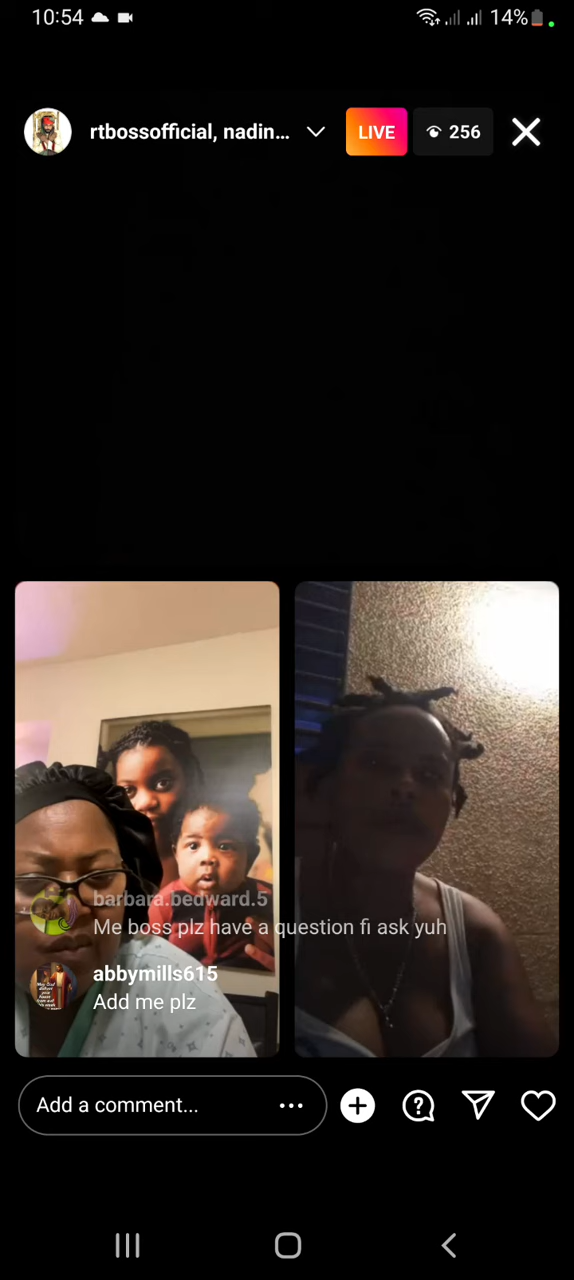 10:54
14%
rtbossofficial, nadin...
LIVE
256
barbara.bedward.5
Me boss plz have a question fi ask yuh
abbymills615
Add me plz
Add a comment...